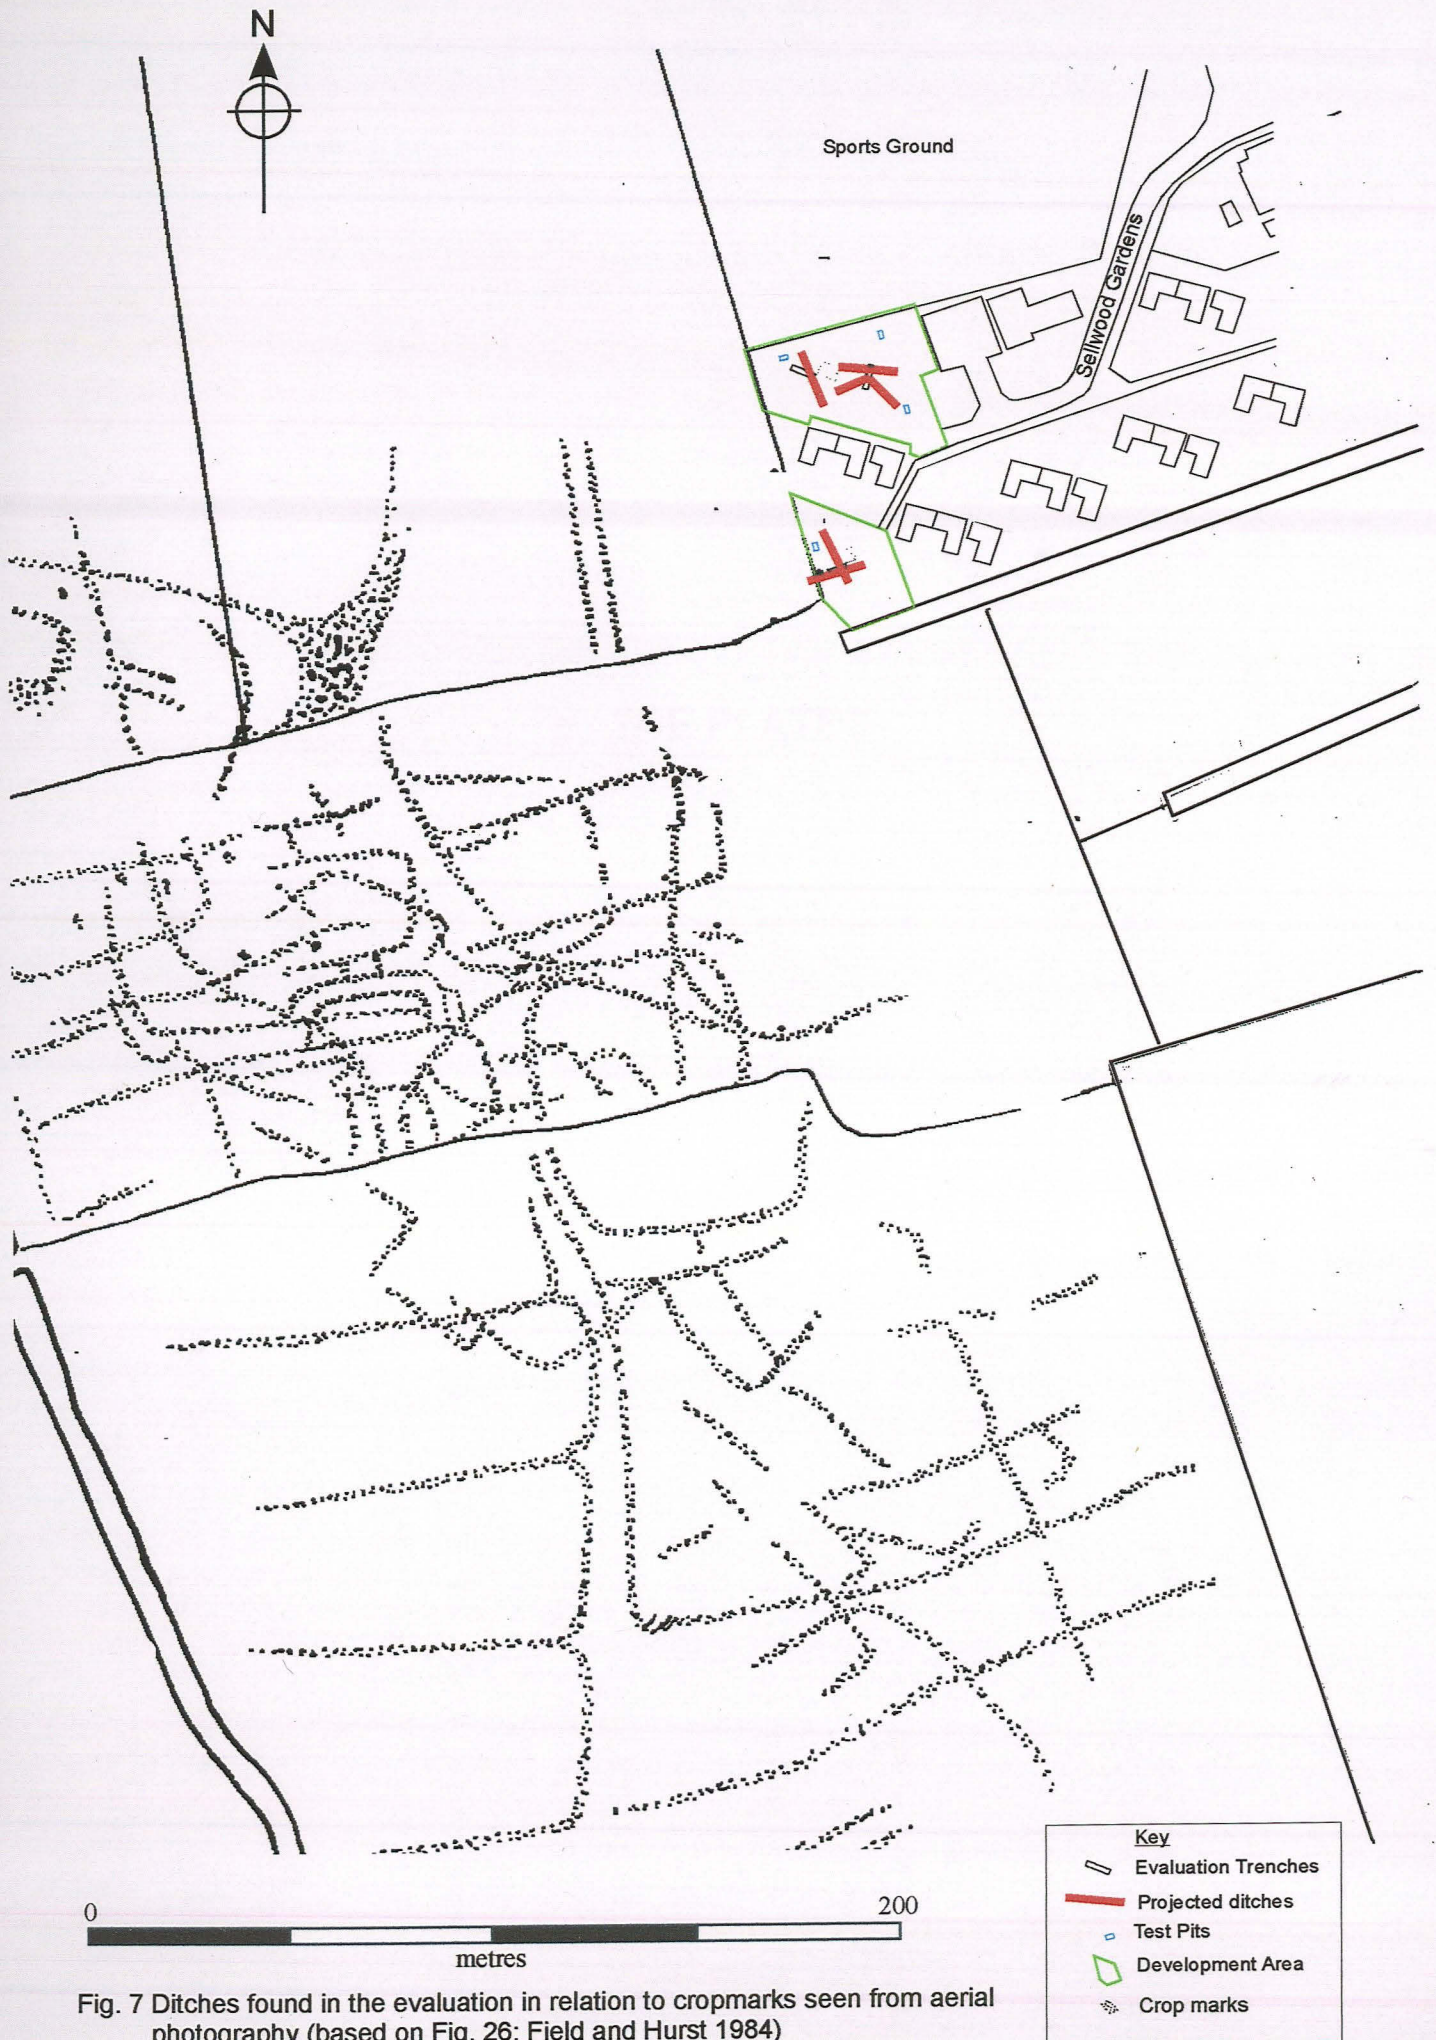 N
Sports Ground
Sellwood Gardens
Key
Evaluation Trenches
Projected ditches
Test Pits
Development Area
Crop marks
0
200
metres
Fig. 7 Ditches found in the evaluation in relation to cropmarks seen from aerial
photography (based on Fig. 26; Field and Hurst 1984)